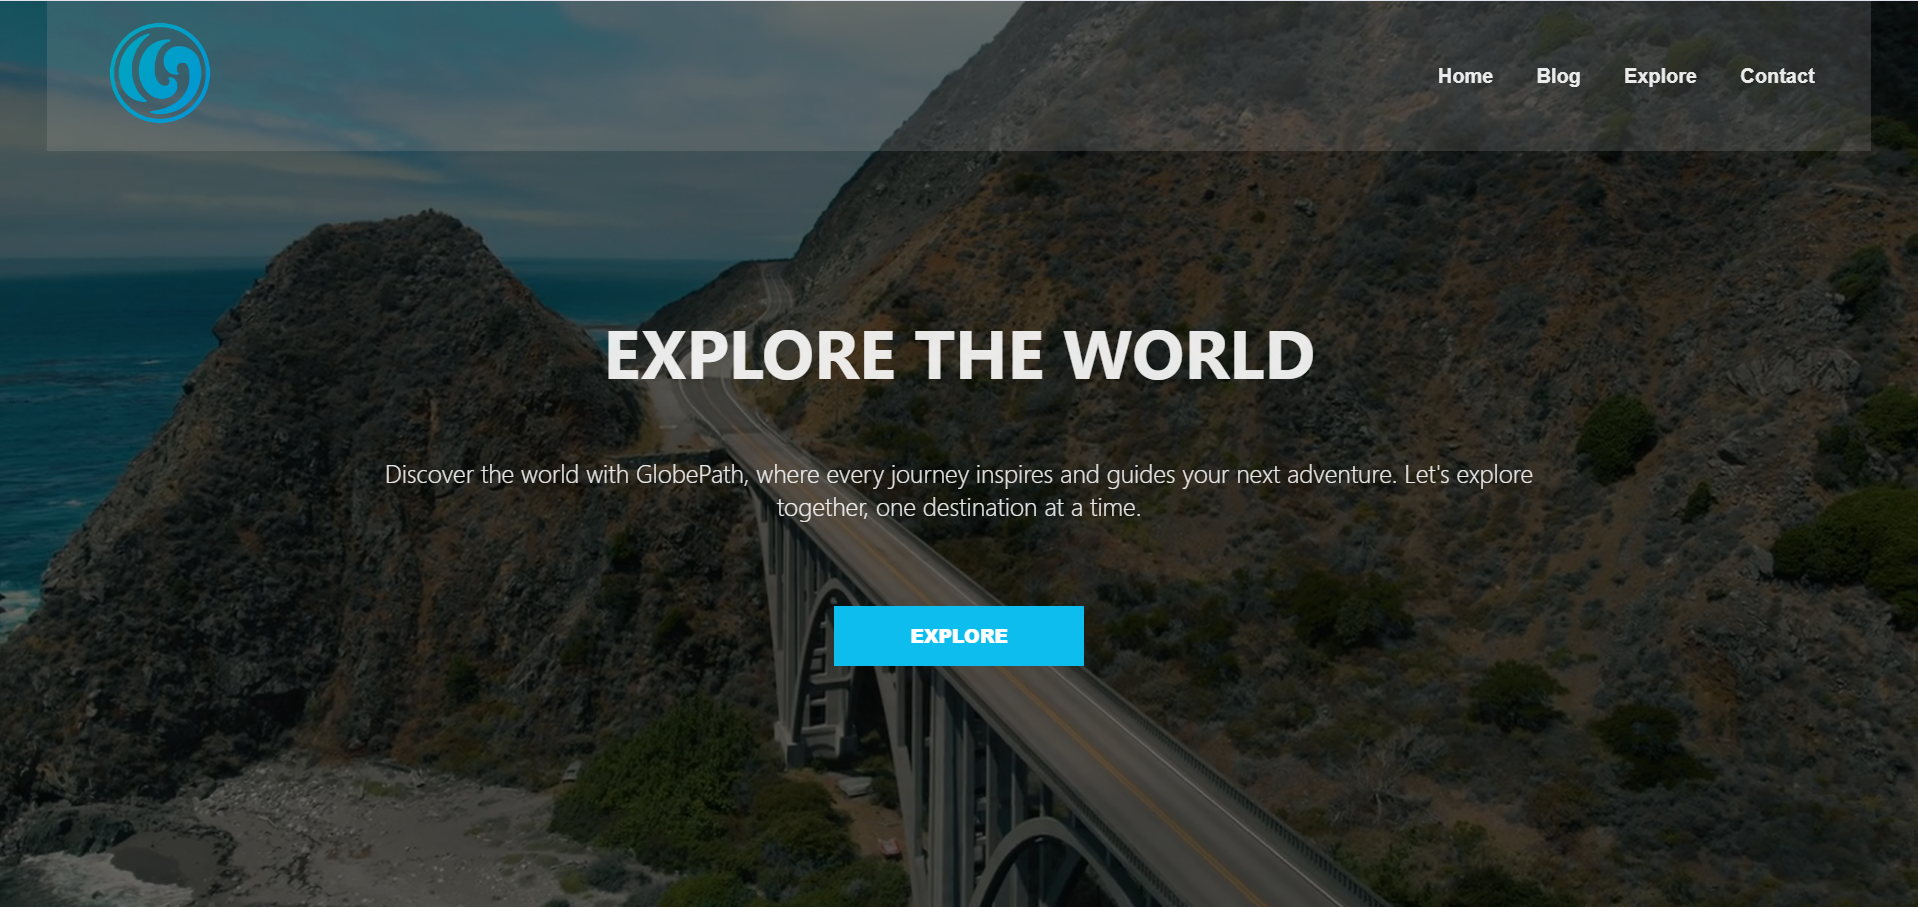 Home Blog Explore Contact
EXPLORE THE WORLD
Discover the world with GlobePath, where every journey inspires and guides your next adventure. Let's explore
together, one destination at a time.
EXPLORE